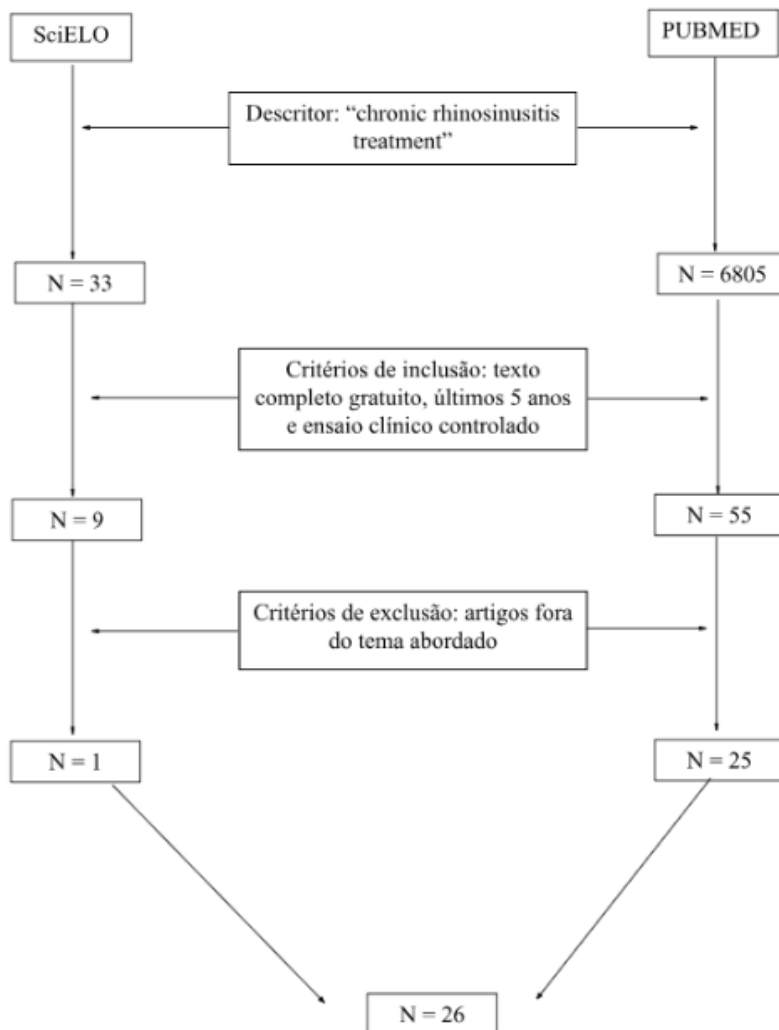 SciELO
PUBMED
Descritor: “chronic rhinosinusitis
treatment”
N = 33
N = 6805
Critérios de inclusão: texto
completo gratuito, últimos 5 anos
e ensaio clínico controlado
N = 9
N = 55
Critérios de exclusão: artigos fora
do tema abordado
N = 1
N = 25
N = 26